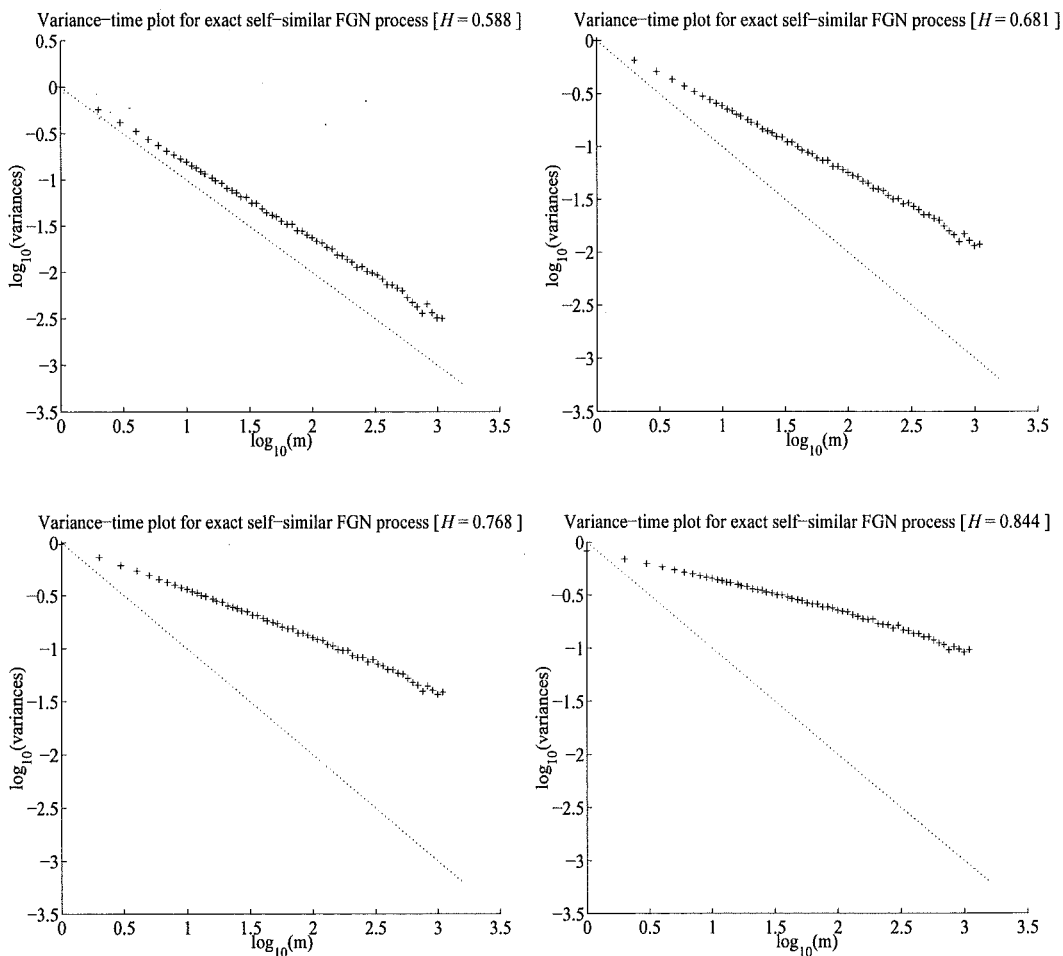 Variance-time plot for exact self-similar FGN process [H = 0.588 ]
0.5
0
-0.5
-1
-1.5
-2
-2.5
-3
-3.5
log10(variances)
0 0.5 1 1.5 2 2.5 3 3.5
log10(m)
Variance-time plot for exact self-similar FGN process [H = 0.681 ]
0
-0.5
-1
-1.5
-2
-2.5
-3
-3.5
log10(variances)
0 0.5 1 1.5 2 2.5 3 3.5
log10(m)
Variance-time plot for exact self-similar FGN process [H = 0.768 ]
0
-0.5
-1
-1.5
-2
-2.5
-3
-3.5
log10(variances)
0 0.5 1 1.5 2 2.5 3 3.5
log10(m)
Variance-time plot for exact self-similar FGN process [H = 0.844 ]
0
-0.5
-1
-1.5
-2
-2.5
-3
-3.5
log10(variances)
0 0.5 1 1.5 2 2.5 3 3.5
log10(m)